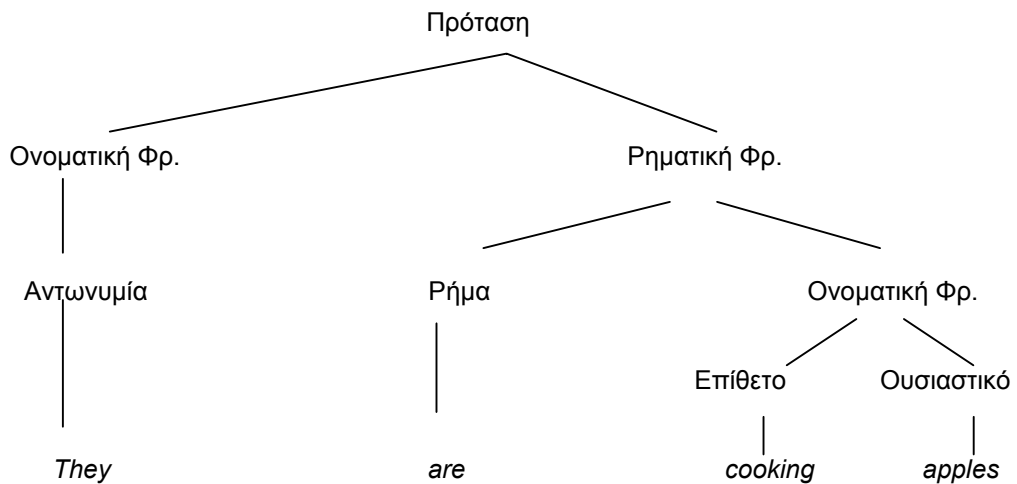 Πρόταση
Ονοματική Φρ. Ρηματική Φρ.
Αντωνυμία Ρήμα Ονοματική Φρ.
Επίθετο Ουσιαστικό
They are cooking apples